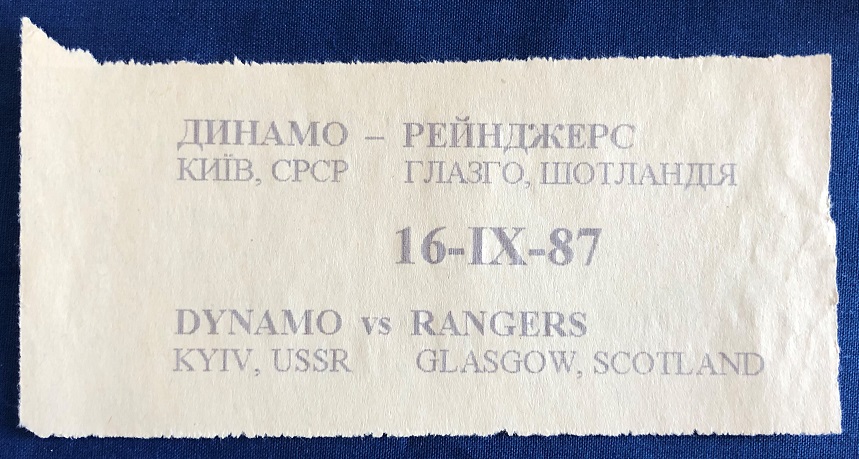 ДИНАМО – РЕЙНДЖЕРС
КИЇВ, СРСР ГЛАЗГО, ШОТЛАНДІЯ
16-IX-87
DYNAMO vs RANGERS
KYIV, USSR GLASGOW, SCOTLAND